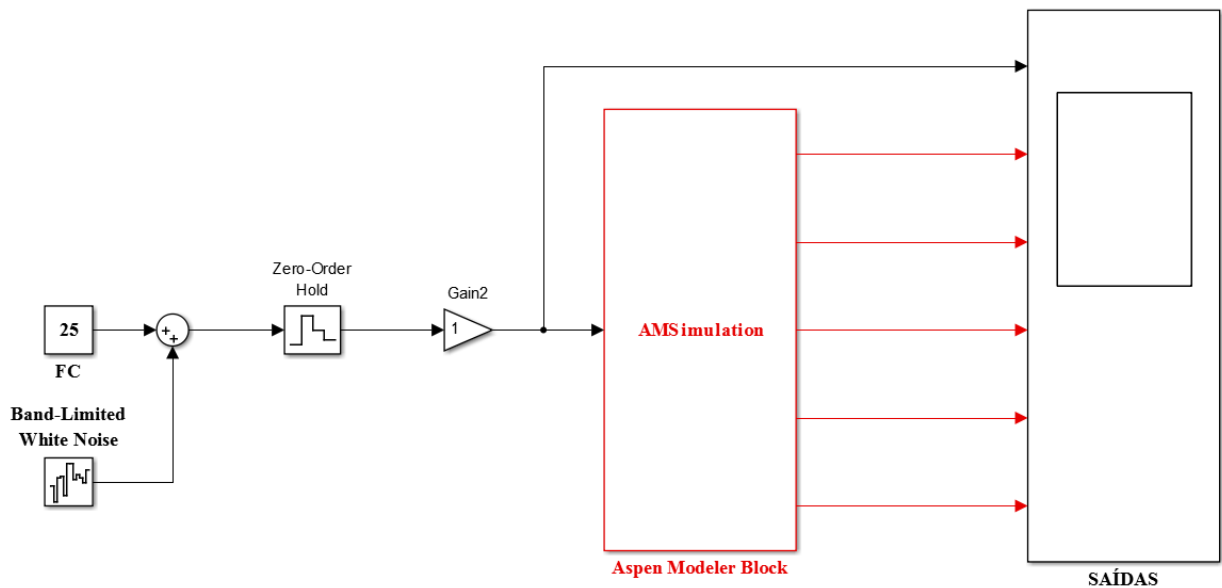 Zero-Order
Hold
Gain2
1
25
+
+
FC
Band-Limited
White Noise
AMSimulation
Aspen Modeler Block
SAÍDAS